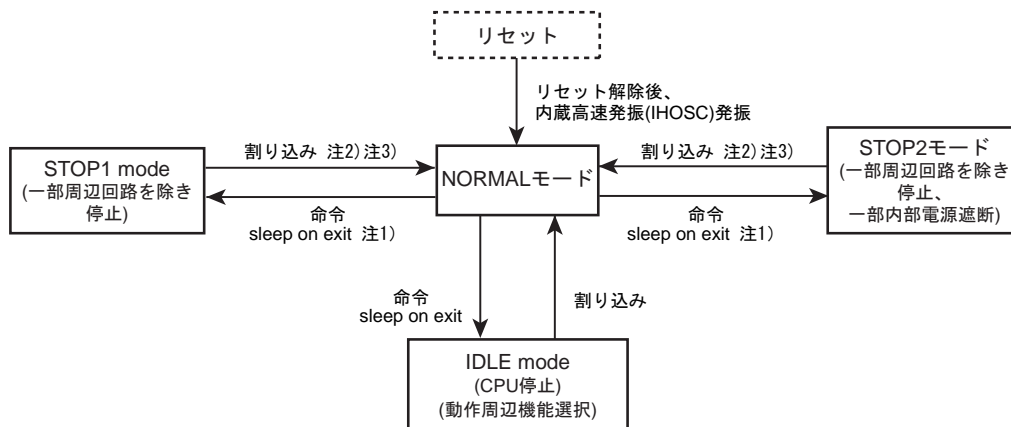 リセット
リセット解除後、
内蔵高速発振(IHOSC)発振
STOP1 mode
(一部周辺回路を除き
停止)
割り込み 注2)注3)
命令
sleep on exit 注1)
NORMALモード
割り込み 注2)注3)
命令
sleep on exit 注1)
STOP2モード
(一部周辺回路を除き
停止、
一部内部電源遮断)
命令
sleep on exit
割り込み
IDLE mode
(CPU停止)
(動作周辺機能選択)